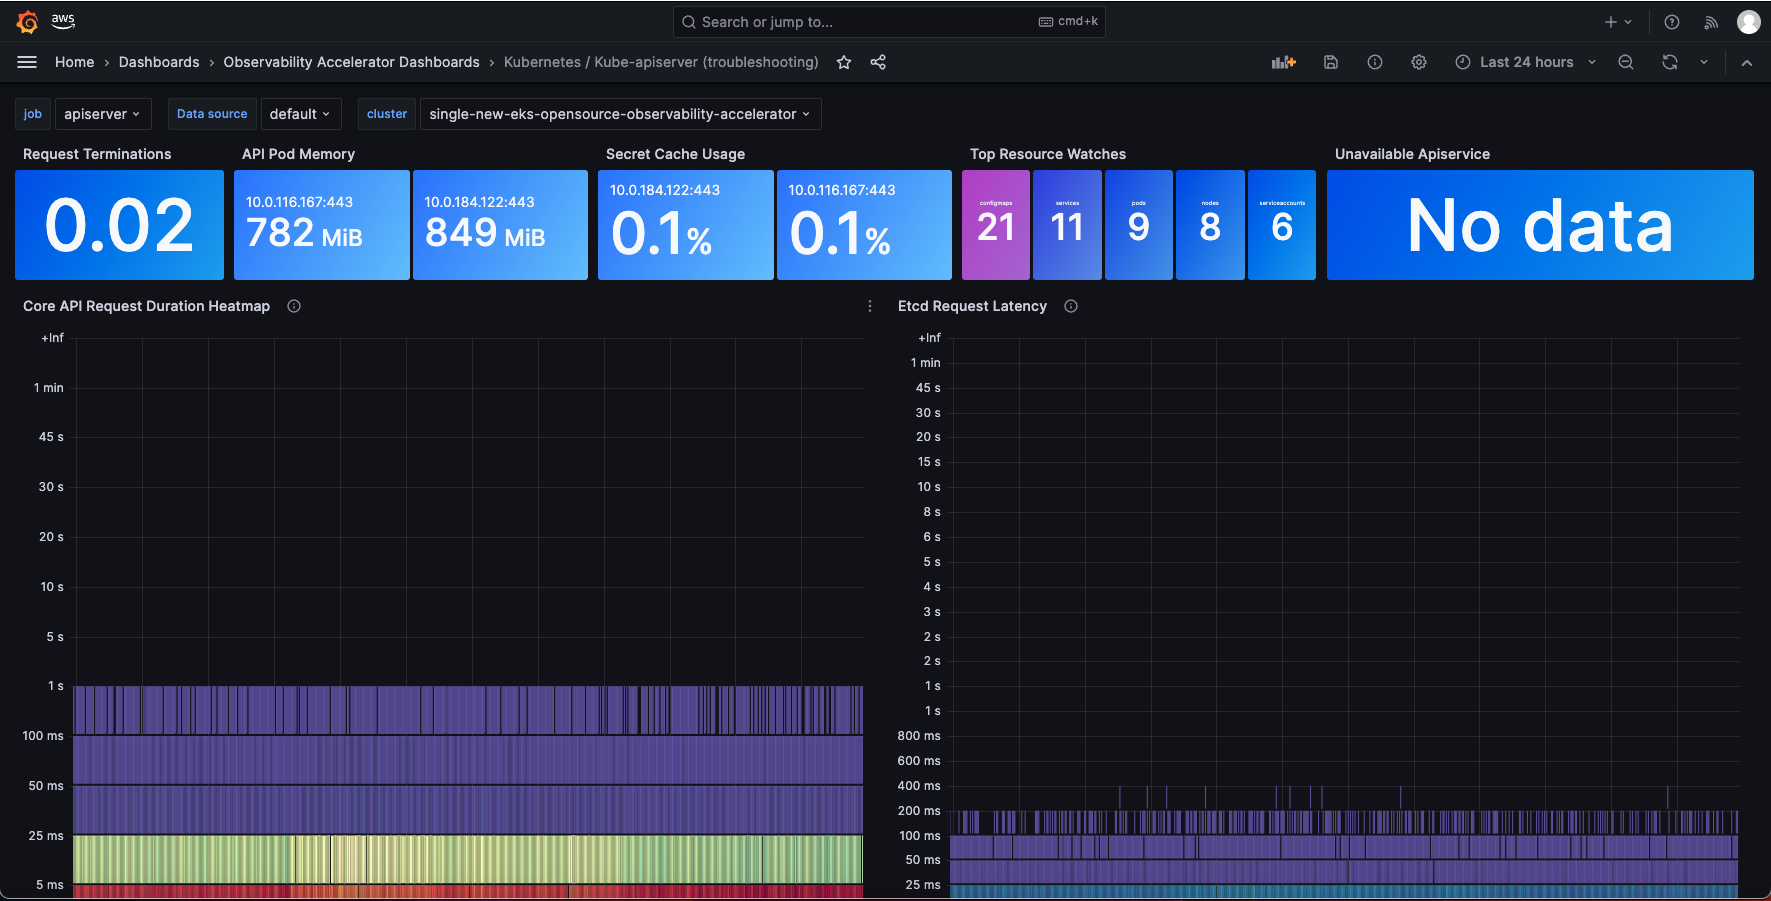 aws
Search or jump to...
cmd+k
Home › Dashboards › Observability Accelerator Dashboards › Kubernetes / Kube-apiserver (troubleshooting)
Last 24 hours
job apiserver Data source default cluster single-new-eks-opensource-observability-accelerator
Request Terminations
0.02
API Pod Memory
10.0.116.167:443
782 MiB
10.0.184.122:443
849 MiB
Secret Cache Usage
10.0.184.122:443
0.1%
10.0.116.167:443
0.1%
Top Resource Watches
configmaps
21
services
11
pods
9
nodes
8
serviceaccounts
6
Unavailable Apiservice
No data
Core API Request Duration Heatmap
+Inf
1 min
45 s
30 s
20 s
10 s
5 s
1 s
100 ms
50 ms
25 ms
5 ms
Etcd Request Latency
+Inf
1 min
45 s
30 s
20 s
15 s
10 s
8 s
6 s
5 s
4 s
3 s
2 s
2 s
1 s
1 s
800 ms
600 ms
400 ms
200 ms
100 ms
50 ms
25 ms